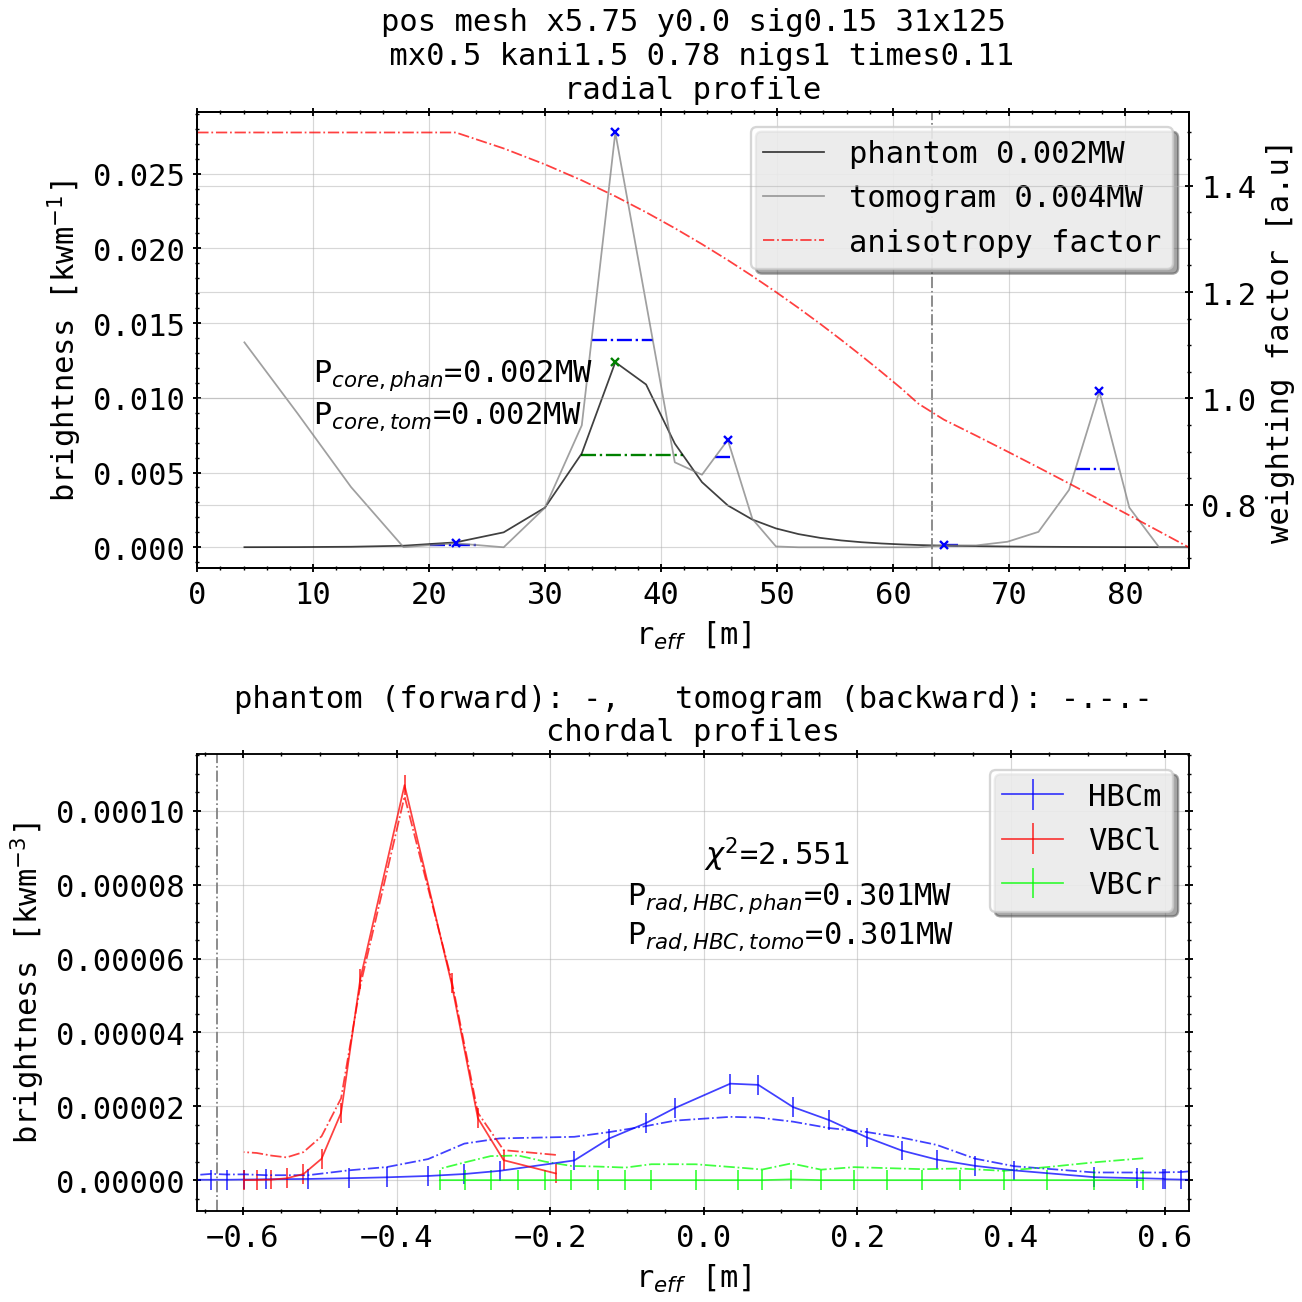 pos mesh x5.75 y0.0 sig0.15 31x125
mx0.5 kani1.5 0.78 nigs1 times0.11
radial profile
brightness [kwm⁻¹]
0.025
0.020
0.015
0.010
0.005
0.000
phantom 0.002MW
tomogram 0.004MW
anisotropy factor
P_core,phan=0.002MW
P_core,tom=0.002MW
1.4
1.2
1.0
0.8
weighting factor [a.u]
0 10 20 30 40 50 60 70 80
r_eff [m]
phantom (forward): -,   tomogram (backward): -.-.-
chordal profiles
brightness [kwm⁻³]
0.00010
0.00008
0.00006
0.00004
0.00002
0.00000
HBCm
VBCl
VBCr
χ²=2.551
P_rad,HBC,phan=0.301MW
P_rad,HBC,tomo=0.301MW
−0.6 −0.4 −0.2 0.0 0.2 0.4 0.6
r_eff [m]